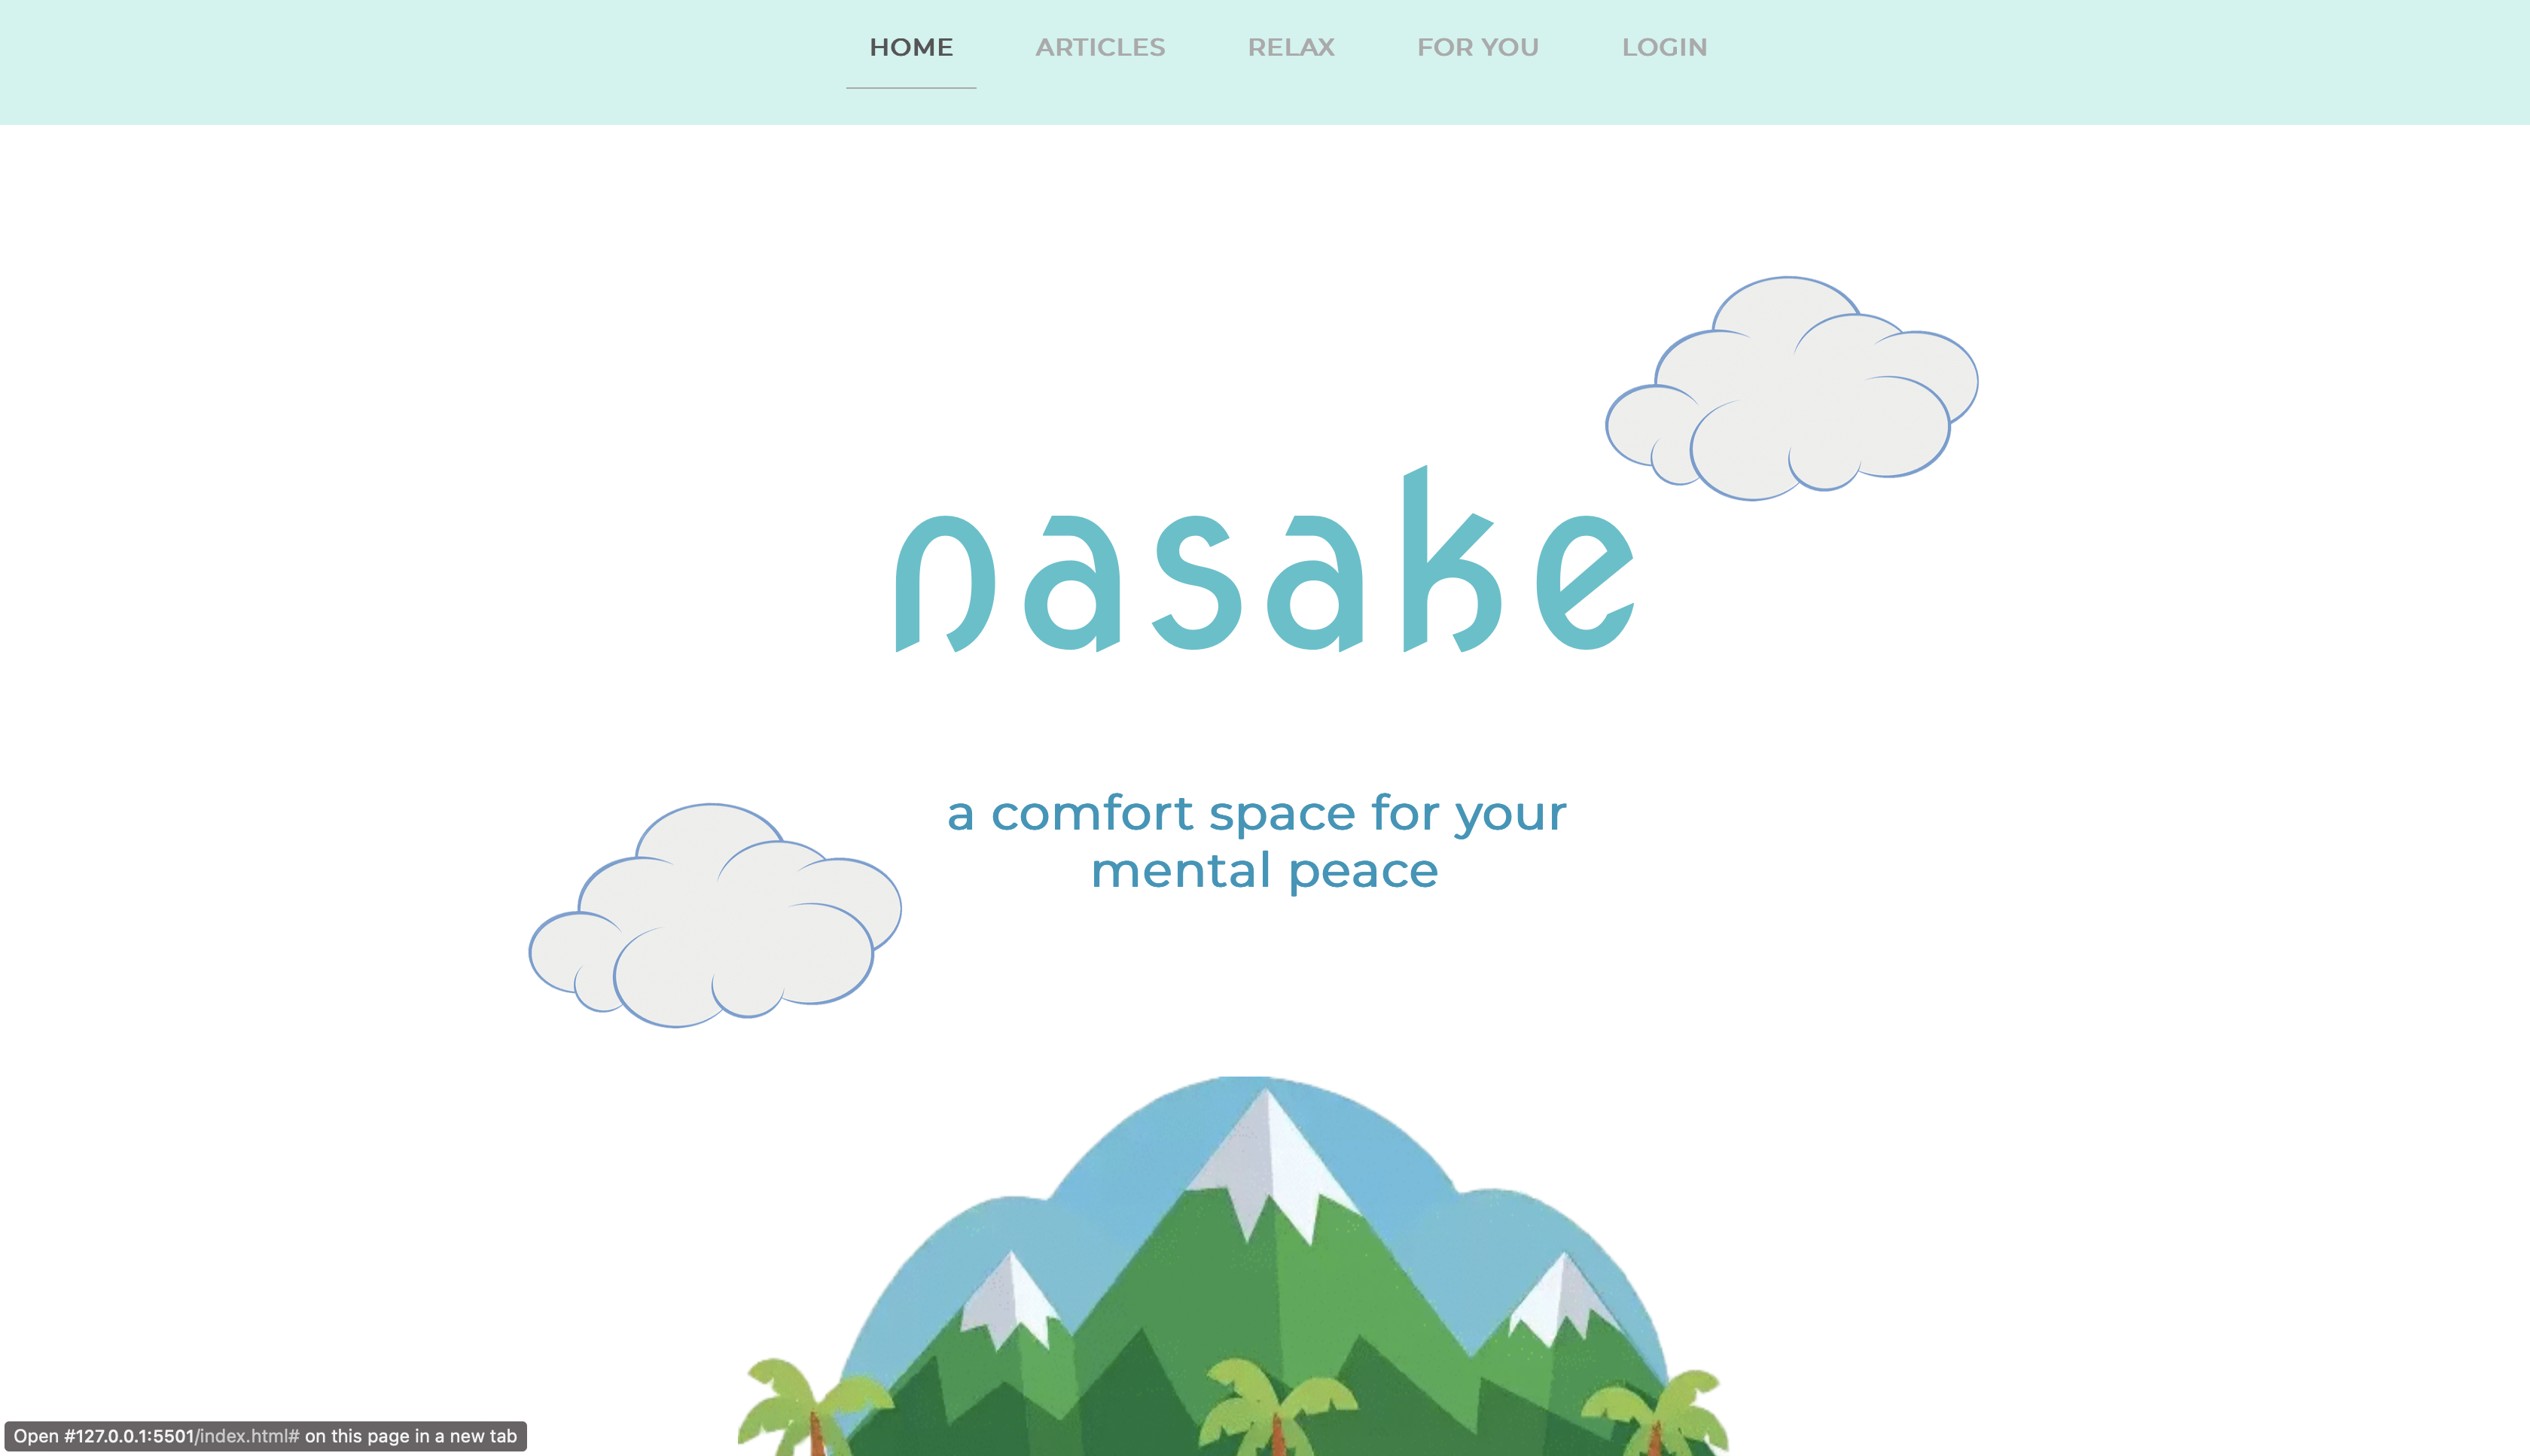 HOME ARTICLES RELAX FOR YOU LOGIN
nasake
a comfort space for your
mental peace
Open #127.0.0.1:5501/index.html# on this page in a new tab